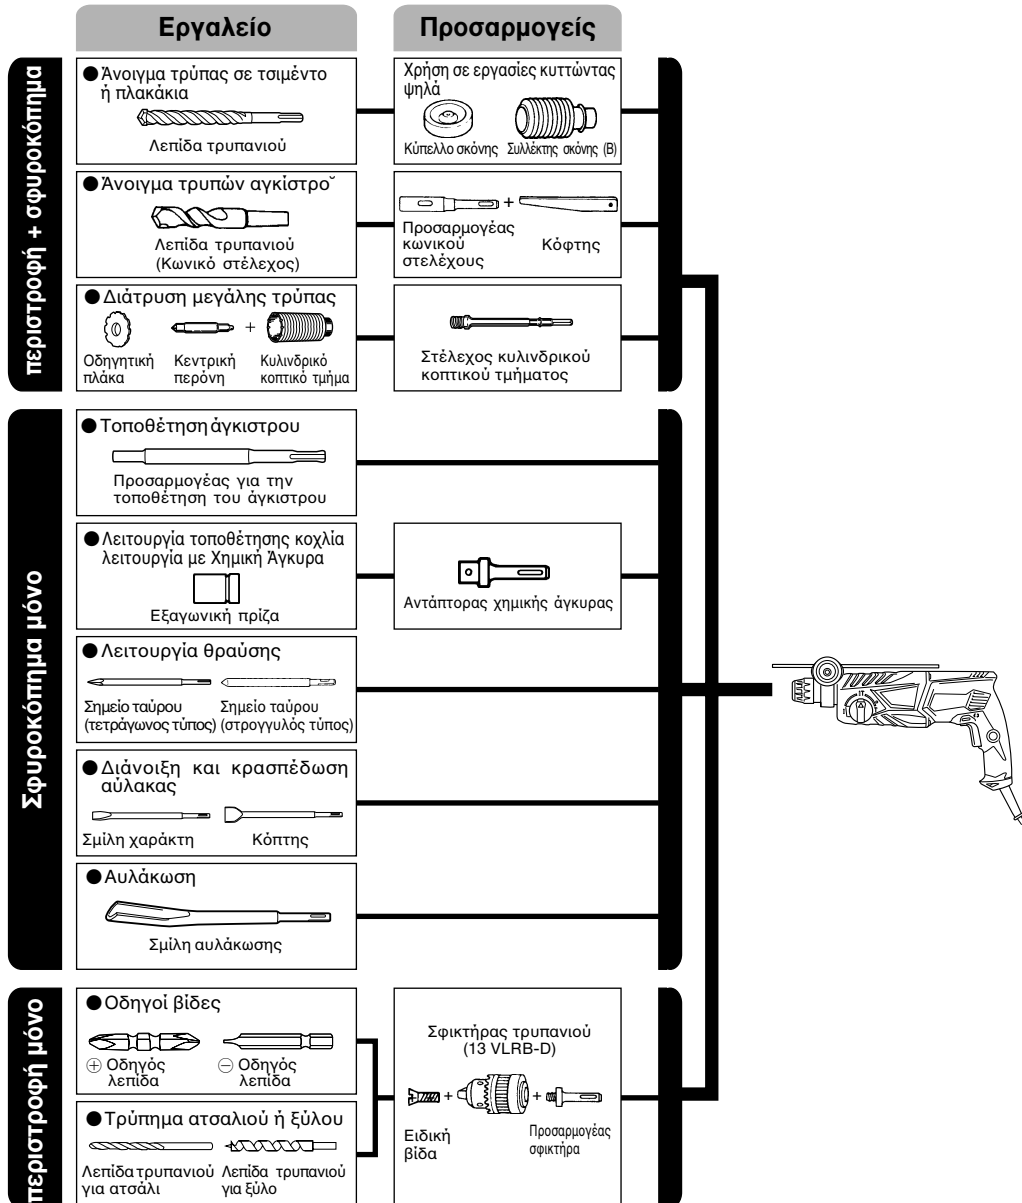 Εργαλείο
Προσαρμογείς
περιστροφή + σφυροκόπημα
● Άνοιγμα τρύπας σε τσιμέντο
ή πλακάκια
Λεπίδα τρυπανιού
Χρήση σε εργασίες κυττώντας
ψηλά
Κύπελλο σκόνης
Συλλέκτης σκόνης (B)
● Άνοιγμα τρυπών αγκίστρο˘
Λεπίδα τρυπανιού
(Κωνικό στέλεχος)
+
Προσαρμογέας
κωνικού
στελέχους
Κόφτης
● Διάτρυση μεγάλης τρύπας
+
Οδηγητική
πλάκα
Κεντρική
περόνη
Κυλινδρικό
κοπτικό τμήμα
Στέλεχος κυλινδρικού
κοπτικού τμήματος
Σφυροκόπημα μόνο
● Τοποθέτηση άγκιστρου
Προσαρμογέας για την
τοποθέτηση του άγκιστρου
● Λειτουργία τοποθέτησης κοχλία
λειτουργία με Χημική Άγκυρα
Εξαγωνική πρίζα
Αντάπτορας χημικής άγκυρας
● Λειτουργία θραύσης
Σημείο ταύρου
(τετράγωνος τύπος)
Σημείο ταύρου
(στρογγυλός τύπος)
● Διάνοιξη και κρασπέδωση
αύλακας
Σμίλη χαράκτη
Κόπτης
● Αυλάκωση
Σμίλη αυλάκωσης
περιστροφή μόνο
● Οδηγοί βίδες
⊕ Οδηγός
λεπίδα
⊖ Οδηγός
λεπίδα
● Τρύπημα ατσαλιού ή ξύλου
Λεπίδα τρυπανιού
για ατσάλι
Λεπίδα τρυπανιού
για ξύλο
Σφικτήρας τρυπανιού
(13 VLRB-D)
+
+
Ειδική
βίδα
Προσαρμογέας
σφικτήρα